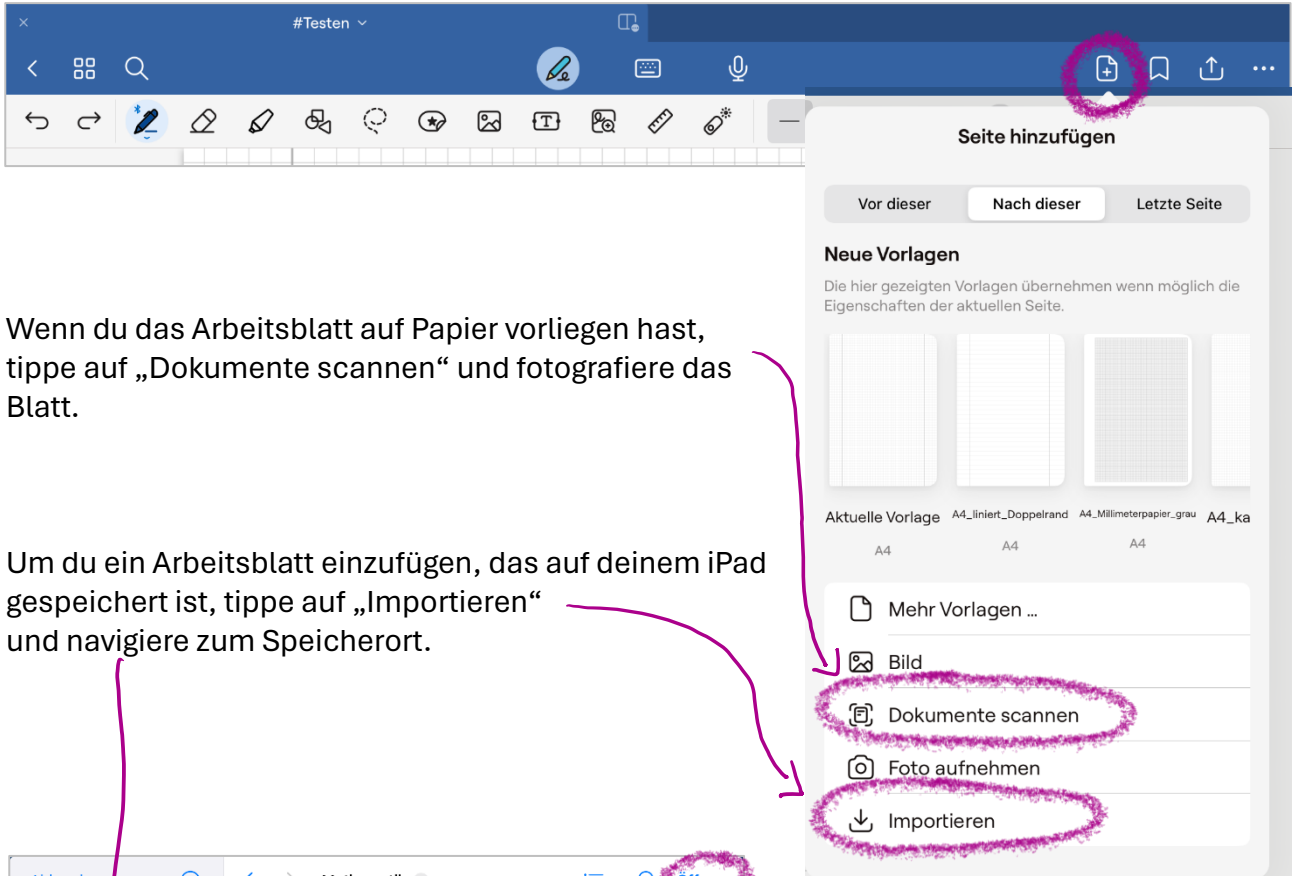 #Testen
Seite hinzufügen
Vor dieser Nach dieser Letzte Seite
Neue Vorlagen
Die hier gezeigten Vorlagen übernehmen wenn möglich die
Eigenschaften der aktuellen Seite.
Wenn du das Arbeitsblatt auf Papier vorliegen hast,
tippe auf „Dokumente scannen“ und fotografiere das
Blatt.
Aktuelle Vorlage A4_liniert_Doppelrand A4_Millimeterpapier_grau A4_ka
A4 A4 A4
Um du ein Arbeitsblatt einzufügen, das auf deinem iPad
gespeichert ist, tippe auf „Importieren“
und navigiere zum Speicherort.
Mehr Vorlagen ...
Bild
Dokumente scannen
Foto aufnehmen
Importieren